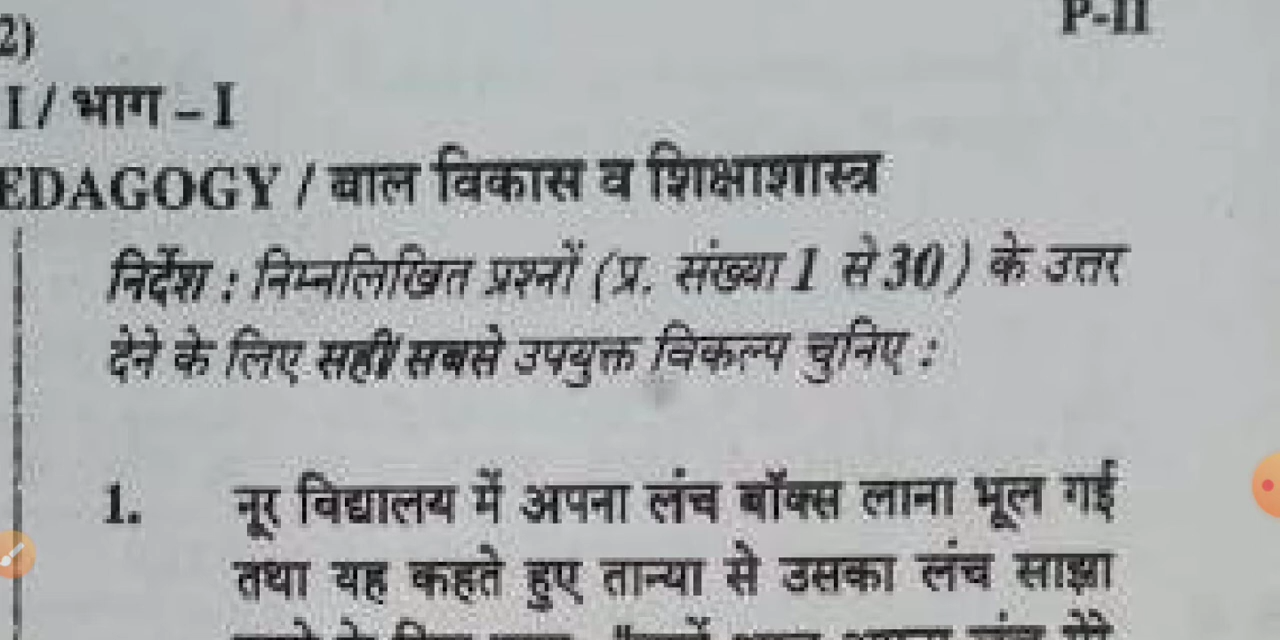 2)
P-II
I / भाग – I
EDAGOGY / बाल विकास व शिक्षाशास्त्र
निर्देश : निम्नलिखित प्रश्नों (प्र. संख्या 1 से 30) के उत्तर
देने के लिए सही/सबसे उपयुक्त विकल्प चुनिए :
1. नूर विद्यालय में अपना लंच बॉक्स लाना भूल गई
तथा यह कहते हुए तान्या से उसका लंच साझा